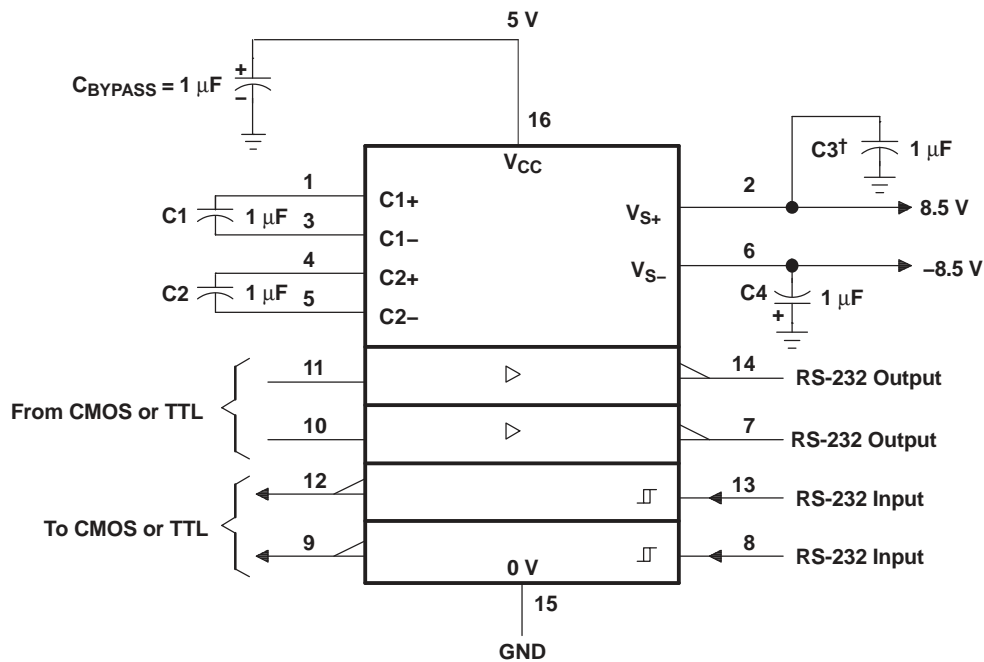 5 V
CBYPASS = 1 μF
+
−
16
VCC
C3†
1 μF
1
C1+
C1
1 μF
3
C1−
2
VS+
8.5 V
4
C2+
C2
1 μF
5
C2−
6
VS−
−8.5 V
C4
1 μF
+
11
14
RS-232 Output
From CMOS or TTL
10
7
RS-232 Output
12
13
RS-232 Input
To CMOS or TTL
9
8
RS-232 Input
0 V
15
GND